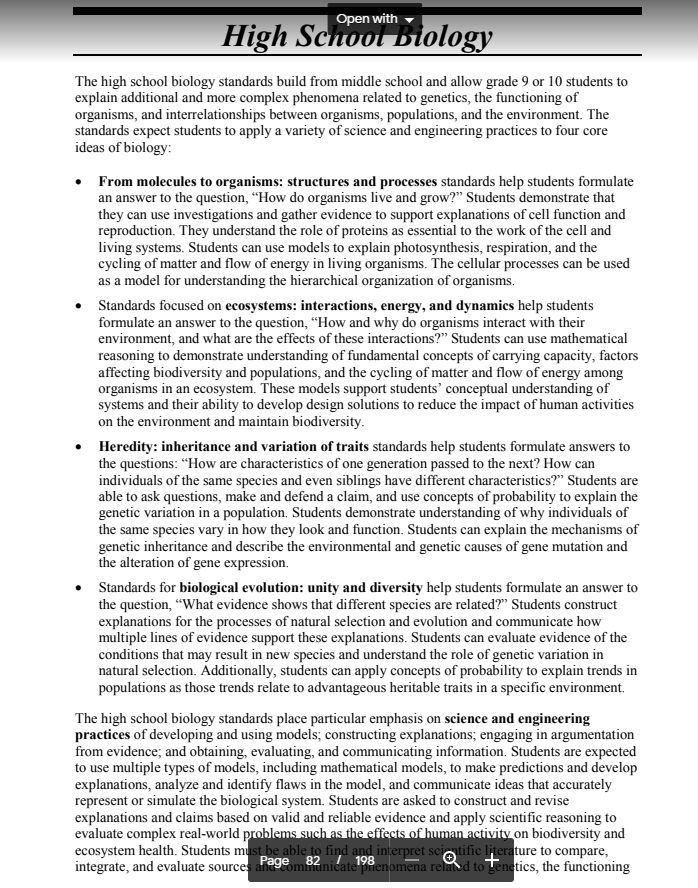 Open with
High School Biology
The high school biology standards build from middle school and allow grade 9 or 10 students to
explain additional and more complex phenomena related to genetics, the functioning of
organisms, and interrelationships between organisms, populations, and the environment. The
standards expect students to apply a variety of science and engineering practices to four core
ideas of biology:
• From molecules to organisms: structures and processes standards help students formulate
an answer to the question, “How do organisms live and grow?” Students demonstrate that
they can use investigations and gather evidence to support explanations of cell function and
reproduction. They understand the role of proteins as essential to the work of the cell and
living systems. Students can use models to explain photosynthesis, respiration, and the
cycling of matter and flow of energy in living organisms. The cellular processes can be used
as a model for understanding the hierarchical organization of organisms.
• Standards focused on ecosystems: interactions, energy, and dynamics help students
formulate an answer to the question, “How and why do organisms interact with their
environment, and what are the effects of these interactions?” Students can use mathematical
reasoning to demonstrate understanding of fundamental concepts of carrying capacity, factors
affecting biodiversity and populations, and the cycling of matter and flow of energy among
organisms in an ecosystem. These models support students’ conceptual understanding of
systems and their ability to develop design solutions to reduce the impact of human activities
on the environment and maintain biodiversity.
• Heredity: inheritance and variation of traits standards help students formulate answers to
the questions: “How are characteristics of one generation passed to the next? How can
individuals of the same species and even siblings have different characteristics?” Students are
able to ask questions, make and defend a claim, and use concepts of probability to explain the
genetic variation in a population. Students demonstrate understanding of why individuals of
the same species vary in how they look and function. Students can explain the mechanisms of
genetic inheritance and describe the environmental and genetic causes of gene mutation and
the alteration of gene expression.
• Standards for biological evolution: unity and diversity help students formulate an answer to
the question, “What evidence shows that different species are related?” Students construct
explanations for the processes of natural selection and evolution and communicate how
multiple lines of evidence support these explanations. Students can evaluate evidence of the
conditions that may result in new species and understand the role of genetic variation in
natural selection. Additionally, students can apply concepts of probability to explain trends in
populations as those trends relate to advantageous heritable traits in a specific environment.
The high school biology standards place particular emphasis on science and engineering
practices of developing and using models; constructing explanations; engaging in argumentation
from evidence; and obtaining, evaluating, and communicating information. Students are expected
to use multiple types of models, including mathematical models, to make predictions and develop
explanations, analyze and identify flaws in the model, and communicate ideas that accurately
represent or simulate the biological system. Students are asked to construct and revise
explanations and claims based on valid and reliable evidence and apply scientific reasoning to
evaluate complex real-world problems such as the effects of human activity on biodiversity and
ecosystem health. Students must be able to find and interpret scientific literature to compare,
integrate, and evaluate sources and communicate phenomena related to genetics, the functioning
Page 82 / 198